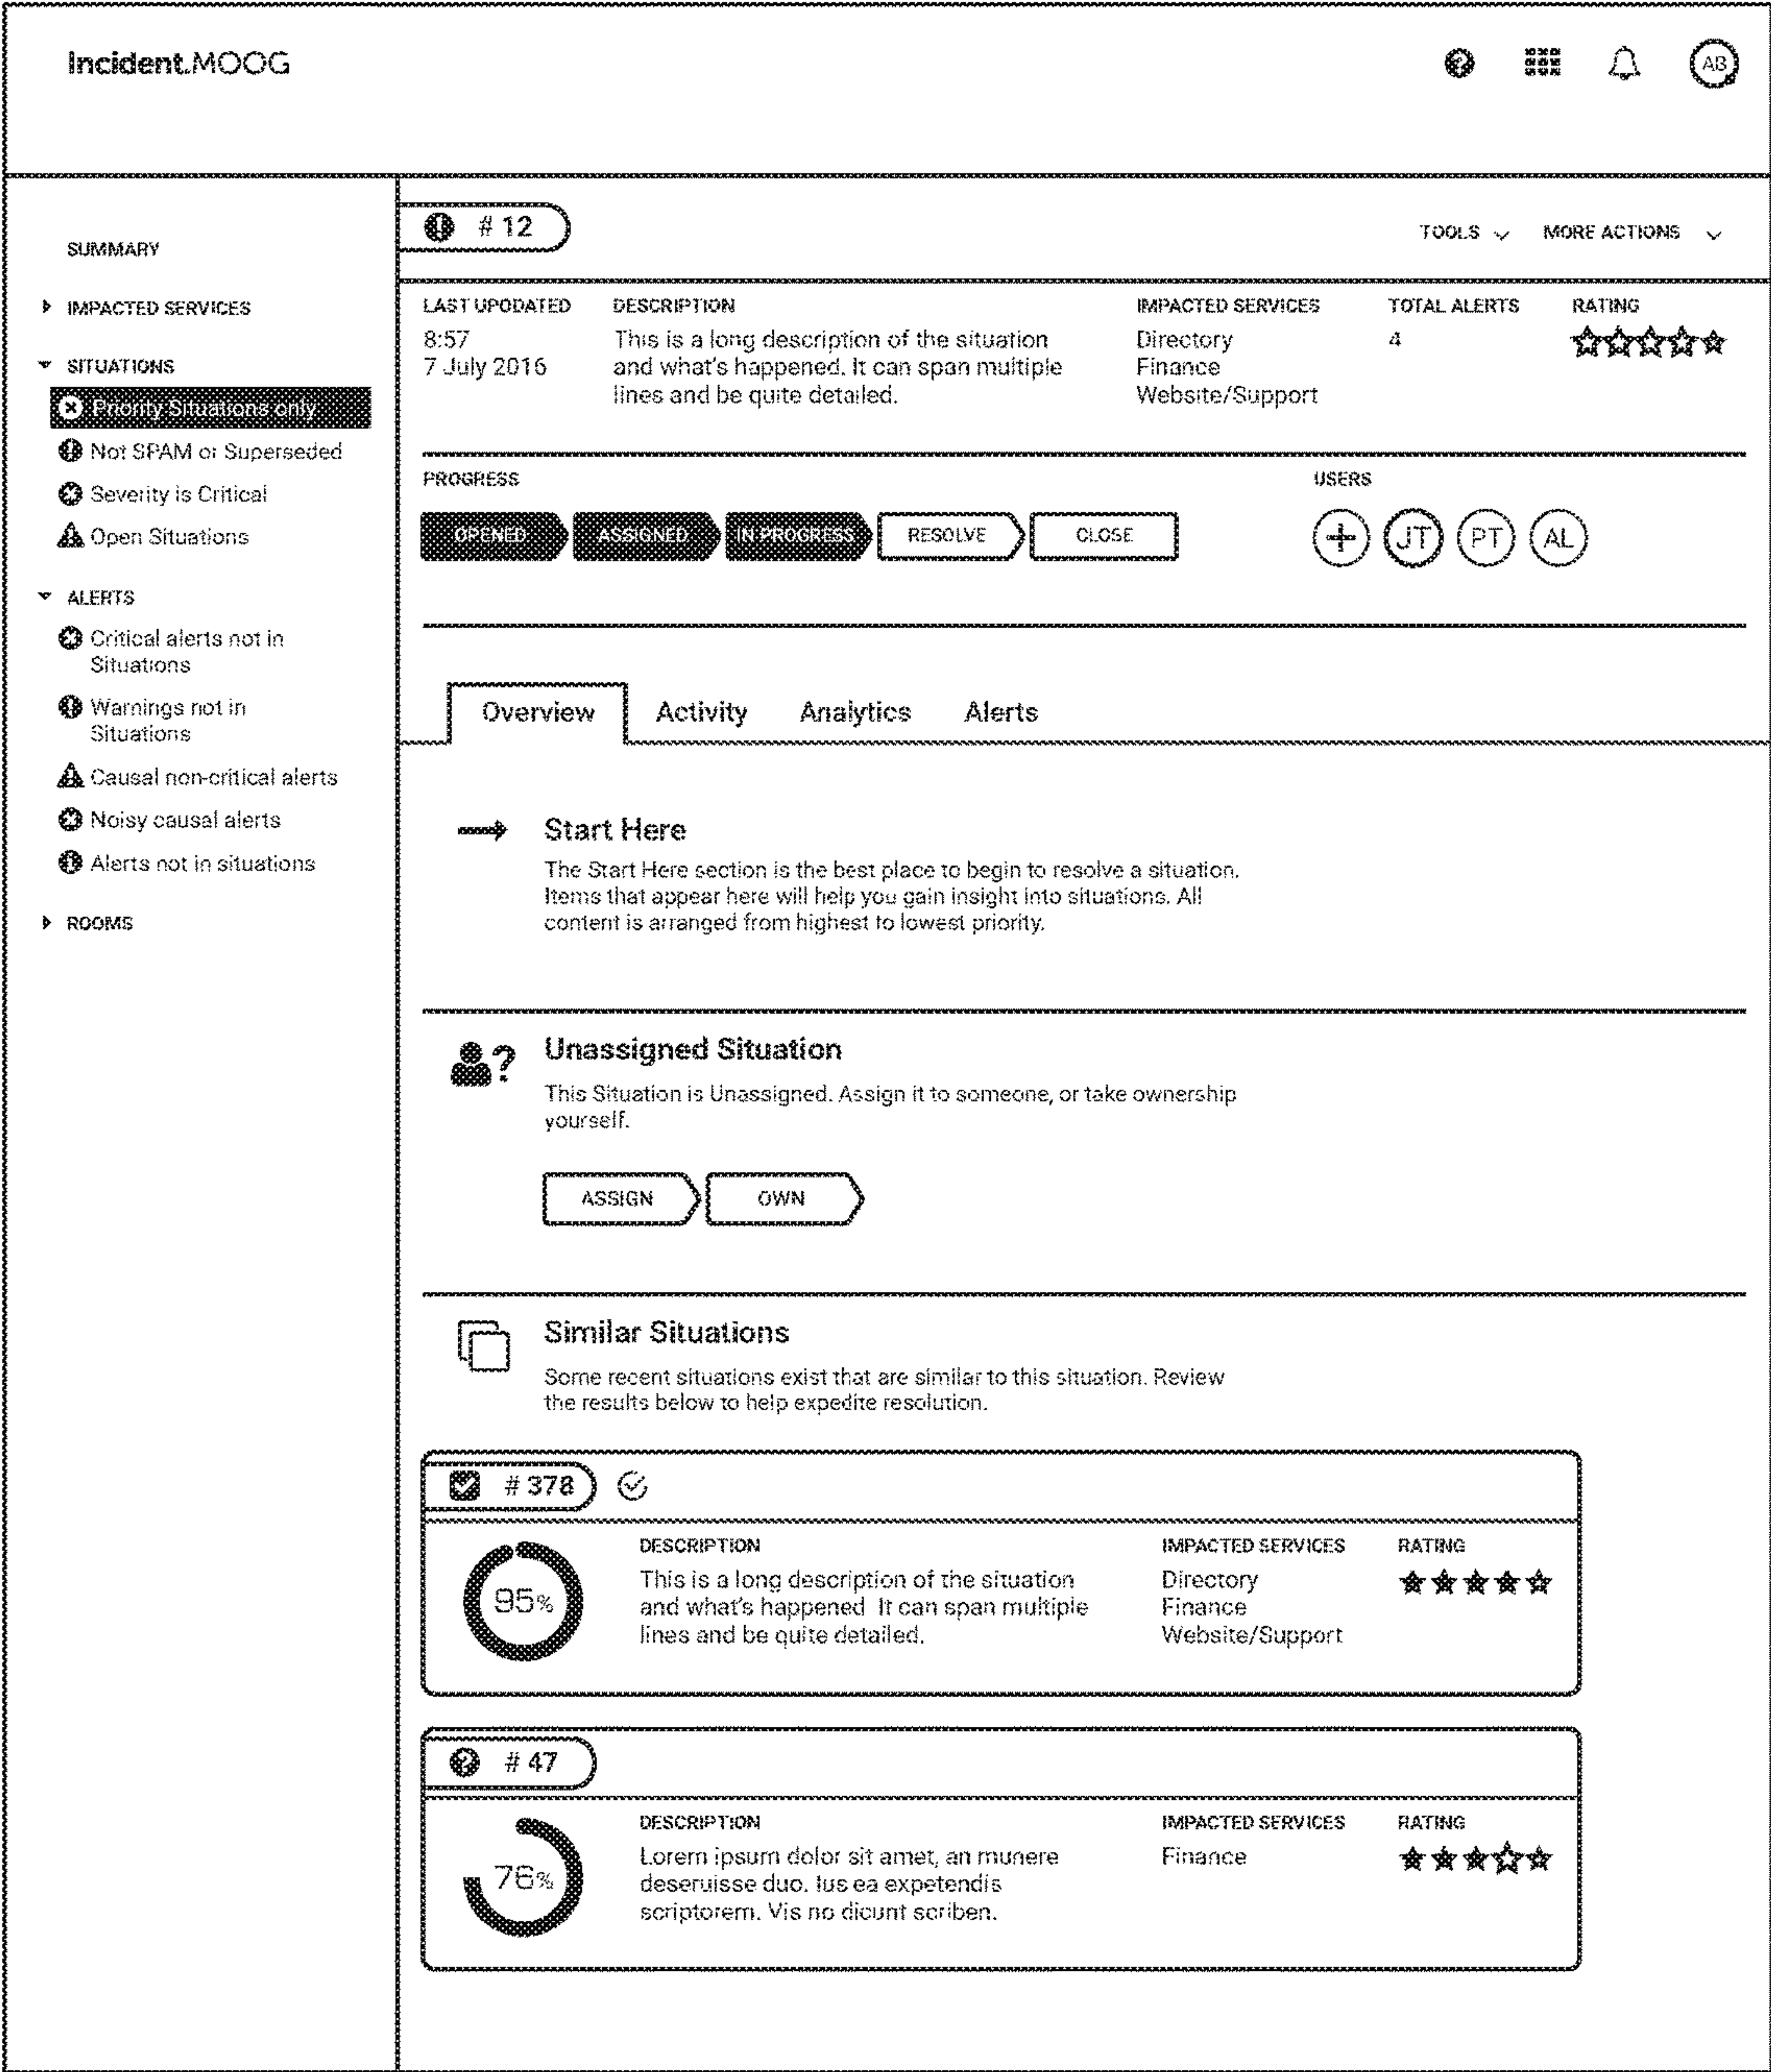 Incident.MOOG
AB
SUMMARY
IMPACTED SERVICES
SITUATIONS
Priority Situations only
Not SPAM or Superseded
Severity is Critical
Open Situations
ALERTS
Critical alerts not in
Situations
Warnings not in
Situations
Causal non-critical alerts
Noisy causal alerts
Alerts not in situations
ROOMS
# 12
TOOLS MORE ACTIONS
LAST UPODATED DESCRIPTION IMPACTED SERVICES TOTAL ALERTS RATING
8:57 This is a long description of the situation Directory 4
7 July 2016 and what's happened. It can span multiple Finance
lines and be quite detailed. Website/Support
PROGRESS USERS
OPENED ASSIGNED IN PROGRESS RESOLVE CLOSE + JT PT AL
Overview Activity Analytics Alerts
Start Here
The Start Here section is the best place to begin to resolve a situation.
Items that appear here will help you gain insight into situations. All
content is arranged from highest to lowest priority.
?
Unassigned Situation
This Situation is Unassigned. Assign it to someone, or take ownership
yourself.
ASSIGN OWN
Similar Situations
Some recent situations exist that are similar to this situation. Review
the results below to help expedite resolution.
# 378
DESCRIPTION IMPACTED SERVICES RATING
95% This is a long description of the situation Directory
and what's happened It can span multiple Finance
lines and be quite detailed. Website/Support
# 47
DESCRIPTION IMPACTED SERVICES RATING
76% Lorem ipsum dolor sit amet, an munere Finance
deseruisse duo. Ius ea expetendis
scriptorem. Vis no dicunt scriben.